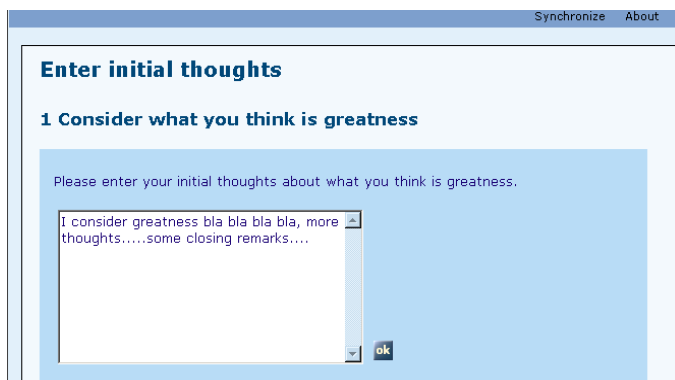 Synchronize About
Enter initial thoughts
1 Consider what you think is greatness
Please enter your initial thoughts about what you think is greatness.
I consider greatness bla bla bla bla, more
thoughts.....some closing remarks....
ok